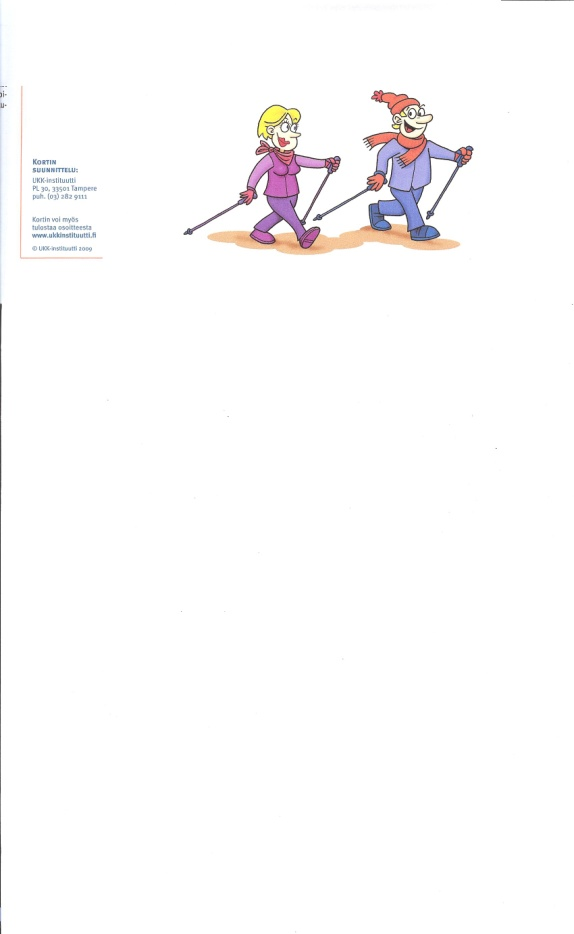 pi-
u-
KORTIN
SUUNNITTELU:
UKK-instituutti
PL 30, 33501 Tampere
puh. (03) 282 9111
Kortin voi myös
tulostaa osoitteesta
www.ukkinstituutti.fi
© UKK-instituutti 2009